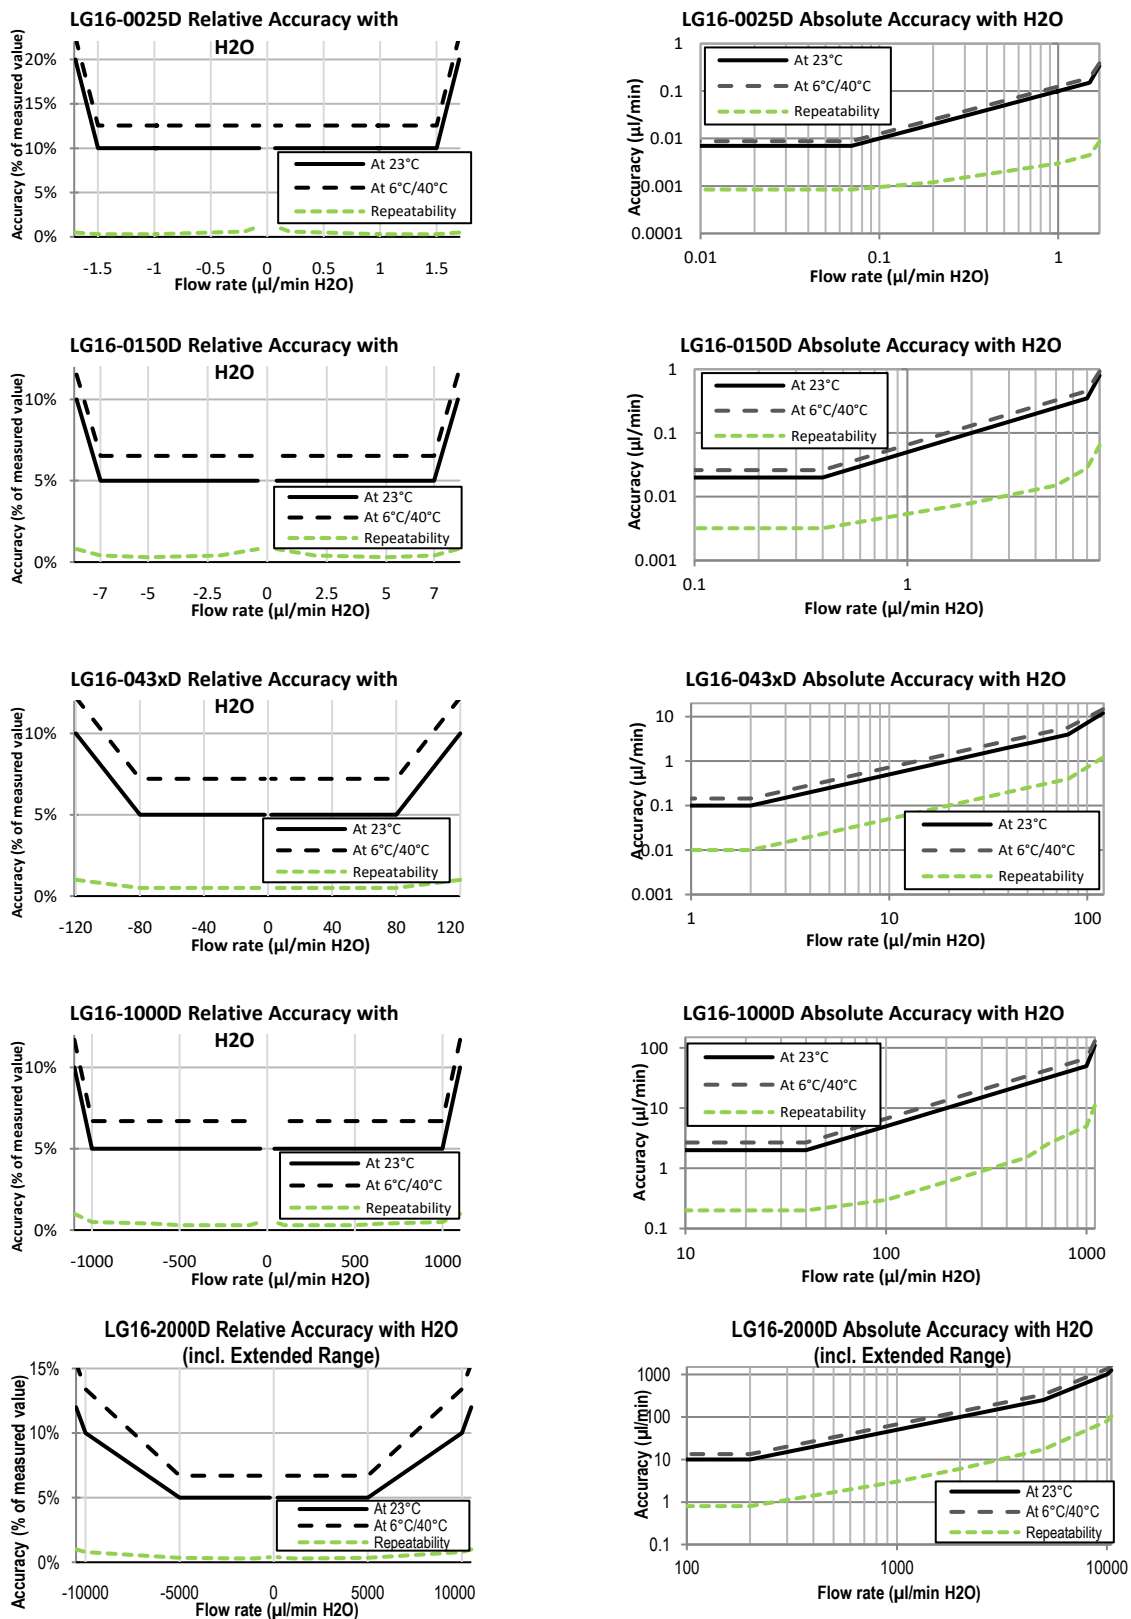 LG16-0025D Relative Accuracy with
H2O
Accuracy (% of measured value)
20%
15%
10%
5%
0%
At 23°C
At 6°C/40°C
Repeatability
-1.5 -1 -0.5 0 0.5 1 1.5
Flow rate (µl/min H2O)
LG16-0025D Absolute Accuracy with H2O
Accuracy (µl/min)
1
0.1
0.01
0.001
0.0001
At 23°C
At 6°C/40°C
Repeatability
0.01 0.1 1
Flow rate (µl/min H2O)
LG16-0150D Relative Accuracy with
H2O
Accuracy (% of measured value)
10%
5%
0%
At 23°C
At 6°C/40°C
Repeatability
-7 -5 -2.5 0 2.5 5 7
Flow rate (µl/min H2O)
LG16-0150D Absolute Accuracy with H2O
Accuracy (µl/min)
1
0.1
0.01
0.001
At 23°C
At 6°C/40°C
Repeatability
0.1 1
Flow rate (µl/min H2O)
LG16-043xD Relative Accuracy with
H2O
Accuracy (% of measured value)
10%
5%
0%
At 23°C
At 6°C/40°C
Repeatability
-120 -80 -40 0 40 80 120
Flow rate (µl/min H2O)
LG16-043xD Absolute Accuracy with H2O
Accuracy (µl/min)
10
1
0.1
0.01
0.001
At 23°C
At 6°C/40°C
Repeatability
1 10 100
Flow rate (µl/min H2O)
LG16-1000D Relative Accuracy with
H2O
Accuracy (% of measured value)
10%
5%
0%
At 23°C
At 6°C/40°C
Repeatability
-1000 -500 0 500 1000
Flow rate (µl/min H2O)
LG16-1000D Absolute Accuracy with H2O
Accuracy (µl/min)
100
10
1
0.1
At 23°C
At 6°C/40°C
Repeatability
10 100 1000
Flow rate (µl/min H2O)
LG16-2000D Relative Accuracy with H2O
(incl. Extended Range)
Accuracy (% of measured value)
15%
10%
5%
0%
At 23°C
At 6°C/40°C
Repeatability
-10000 -5000 0 5000 10000
Flow rate (µl/min H2O)
LG16-2000D Absolute Accuracy with H2O
(incl. Extended Range)
Accuracy (µl/min)
1000
100
10
1
0.1
At 23°C
At 6°C/40°C
Repeatability
100 1000 10000
Flow rate (µl/min H2O)